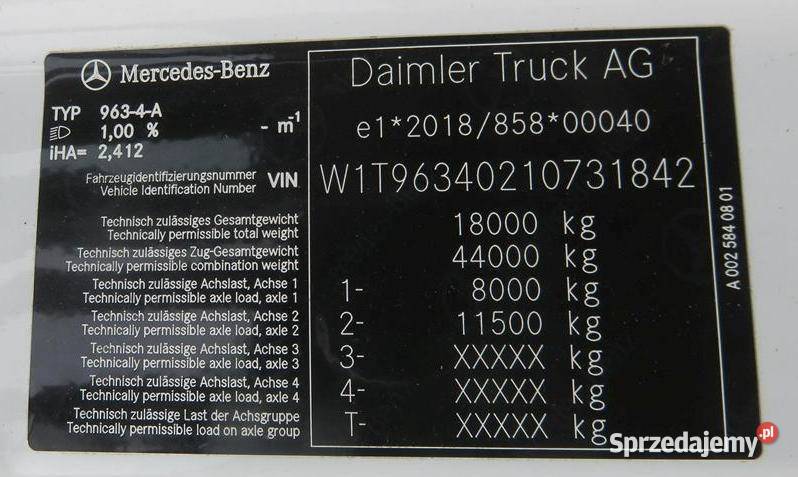 Mercedes-Benz
TYP 963-4-A
1,00 % - m⁻¹
iHA= 2,412
Daimler Truck AG
e1*2018/858*00040
Fahrzeugidentifizierungsnummer
Vehicle Identification Number VIN W1T96340210731842
Technisch zulässiges Gesamtgewicht
Technically permissible total weight 18000 kg
Technisch zulässiges Zug-Gesamtgewicht
Technically permissible combination weight 44000 kg
Technisch zulässige Achslast, Achse 1
Technically permissible axle load, axle 1 1- 8000 kg
Technisch zulässige Achslast, Achse 2
Technically permissible axle load, axle 2 2- 11500 kg
Technisch zulässige Achslast, Achse 3
Technically permissible axle load, axle 3 3- XXXXX kg
Technisch zulässige Achslast, Achse 4
Technically permissible axle load, axle 4 4- XXXXX kg
Technisch zulässige Last der Achsgruppe
Technically permissible load on axle group T- XXXXX kg
A 002 584 08 01
Sprzedajemy.pl